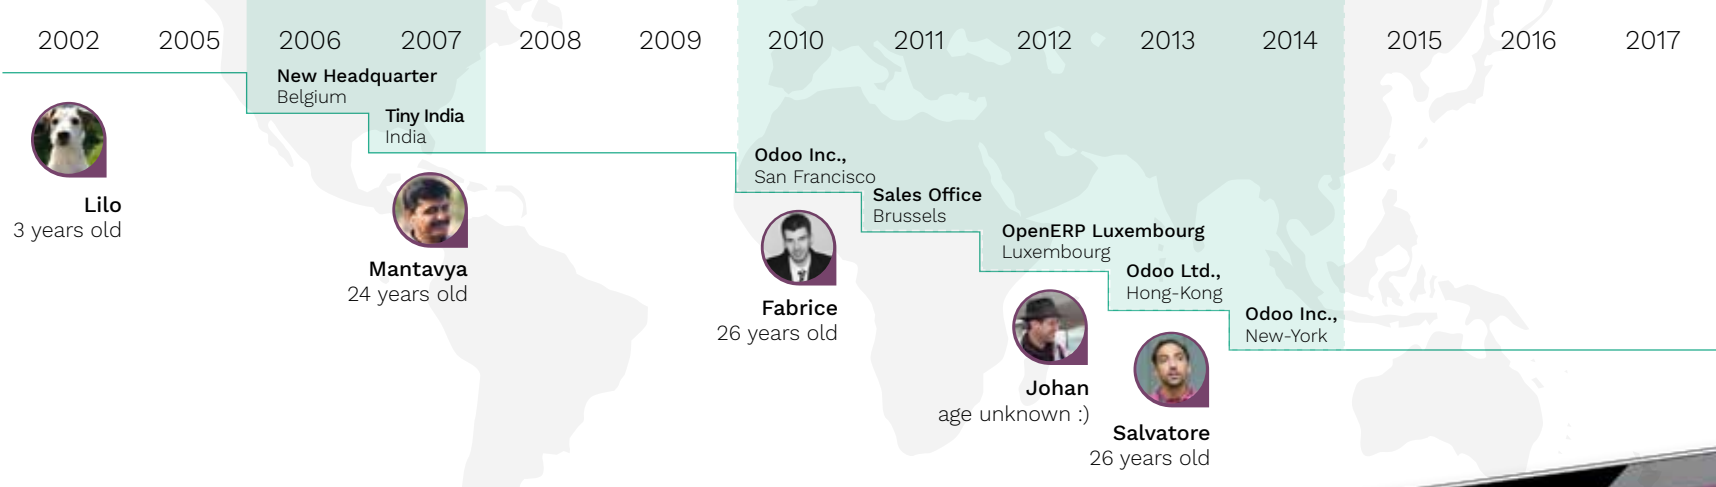 2002 2005 2006 2007 2008 2009 2010 2011 2012 2013 2014 2015 2016 2017
New Headquarter
Belgium
Tiny India
India
Odoo Inc.,
San Francisco
Sales Office
Brussels
OpenERP Luxembourg
Luxembourg
Odoo Ltd.,
Hong-Kong
Odoo Inc.,
New-York
Lilo
3 years old
Mantavya
24 years old
Fabrice
26 years old
Johan
age unknown :)
Salvatore
26 years old